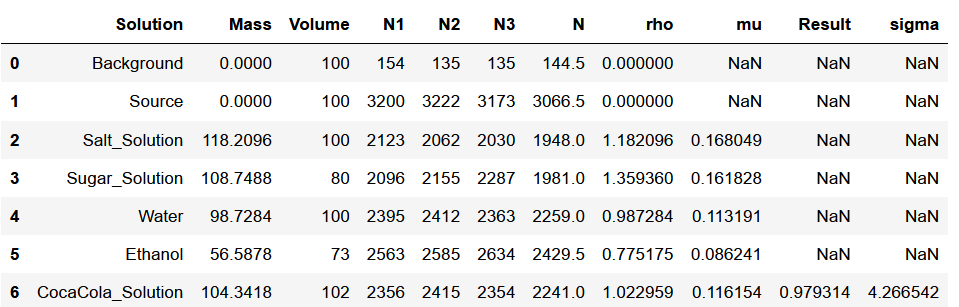 Solution Mass Volume N1 N2 N3 N rho mu Result sigma
0 Background 0.0000 100 154 135 135 144.5 0.000000 NaN NaN NaN
1 Source 0.0000 100 3200 3222 3173 3066.5 0.000000 NaN NaN NaN
2 Salt_Solution 118.2096 100 2123 2062 2030 1948.0 1.182096 0.168049 NaN NaN
3 Sugar_Solution 108.7488 80 2096 2155 2287 1981.0 1.359360 0.161828 NaN NaN
4 Water 98.7284 100 2395 2412 2363 2259.0 0.987284 0.113191 NaN NaN
5 Ethanol 56.5878 73 2563 2585 2634 2429.5 0.775175 0.086241 NaN NaN
6 CocaCola_Solution 104.3418 102 2356 2415 2354 2241.0 1.022959 0.116154 0.979314 4.266542